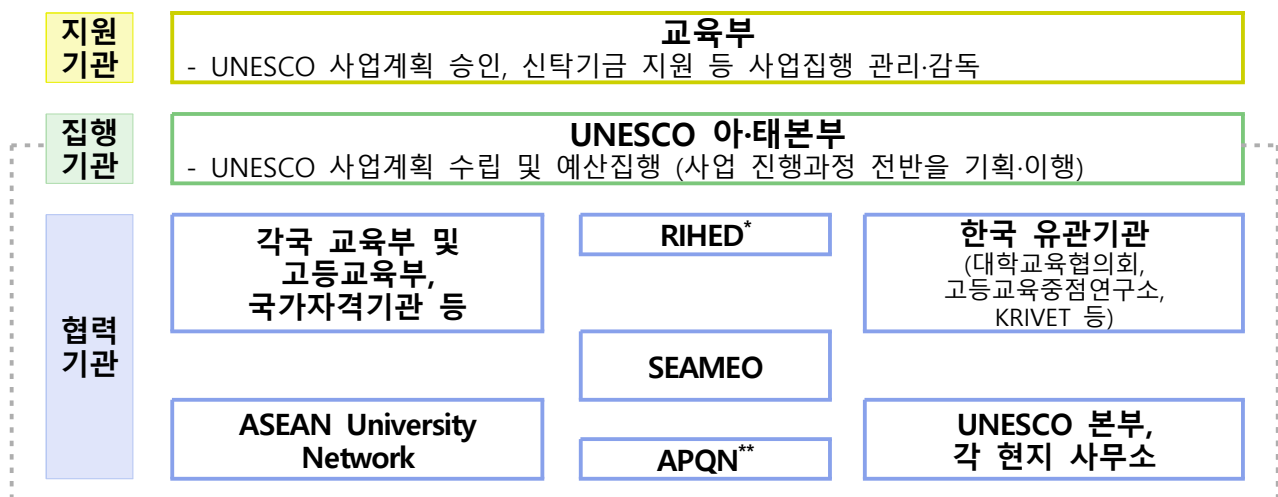 지원
기관
교육부
- UNESCO 사업계획 승인, 신탁기금 지원 등 사업집행 관리·감독
집행
기관
UNESCO 아·태본부
- UNESCO 사업계획 수립 및 예산집행 (사업 진행과정 전반을 기획·이행)
협력
기관
각국 교육부 및
고등교육부,
국가자격기관 등
RIHED*
한국 유관기관
(대학교육협의회,
고등교육중점연구소,
KRIVET 등)
SEAMEO
ASEAN University
Network
APQN**
UNESCO 본부,
각 현지 사무소